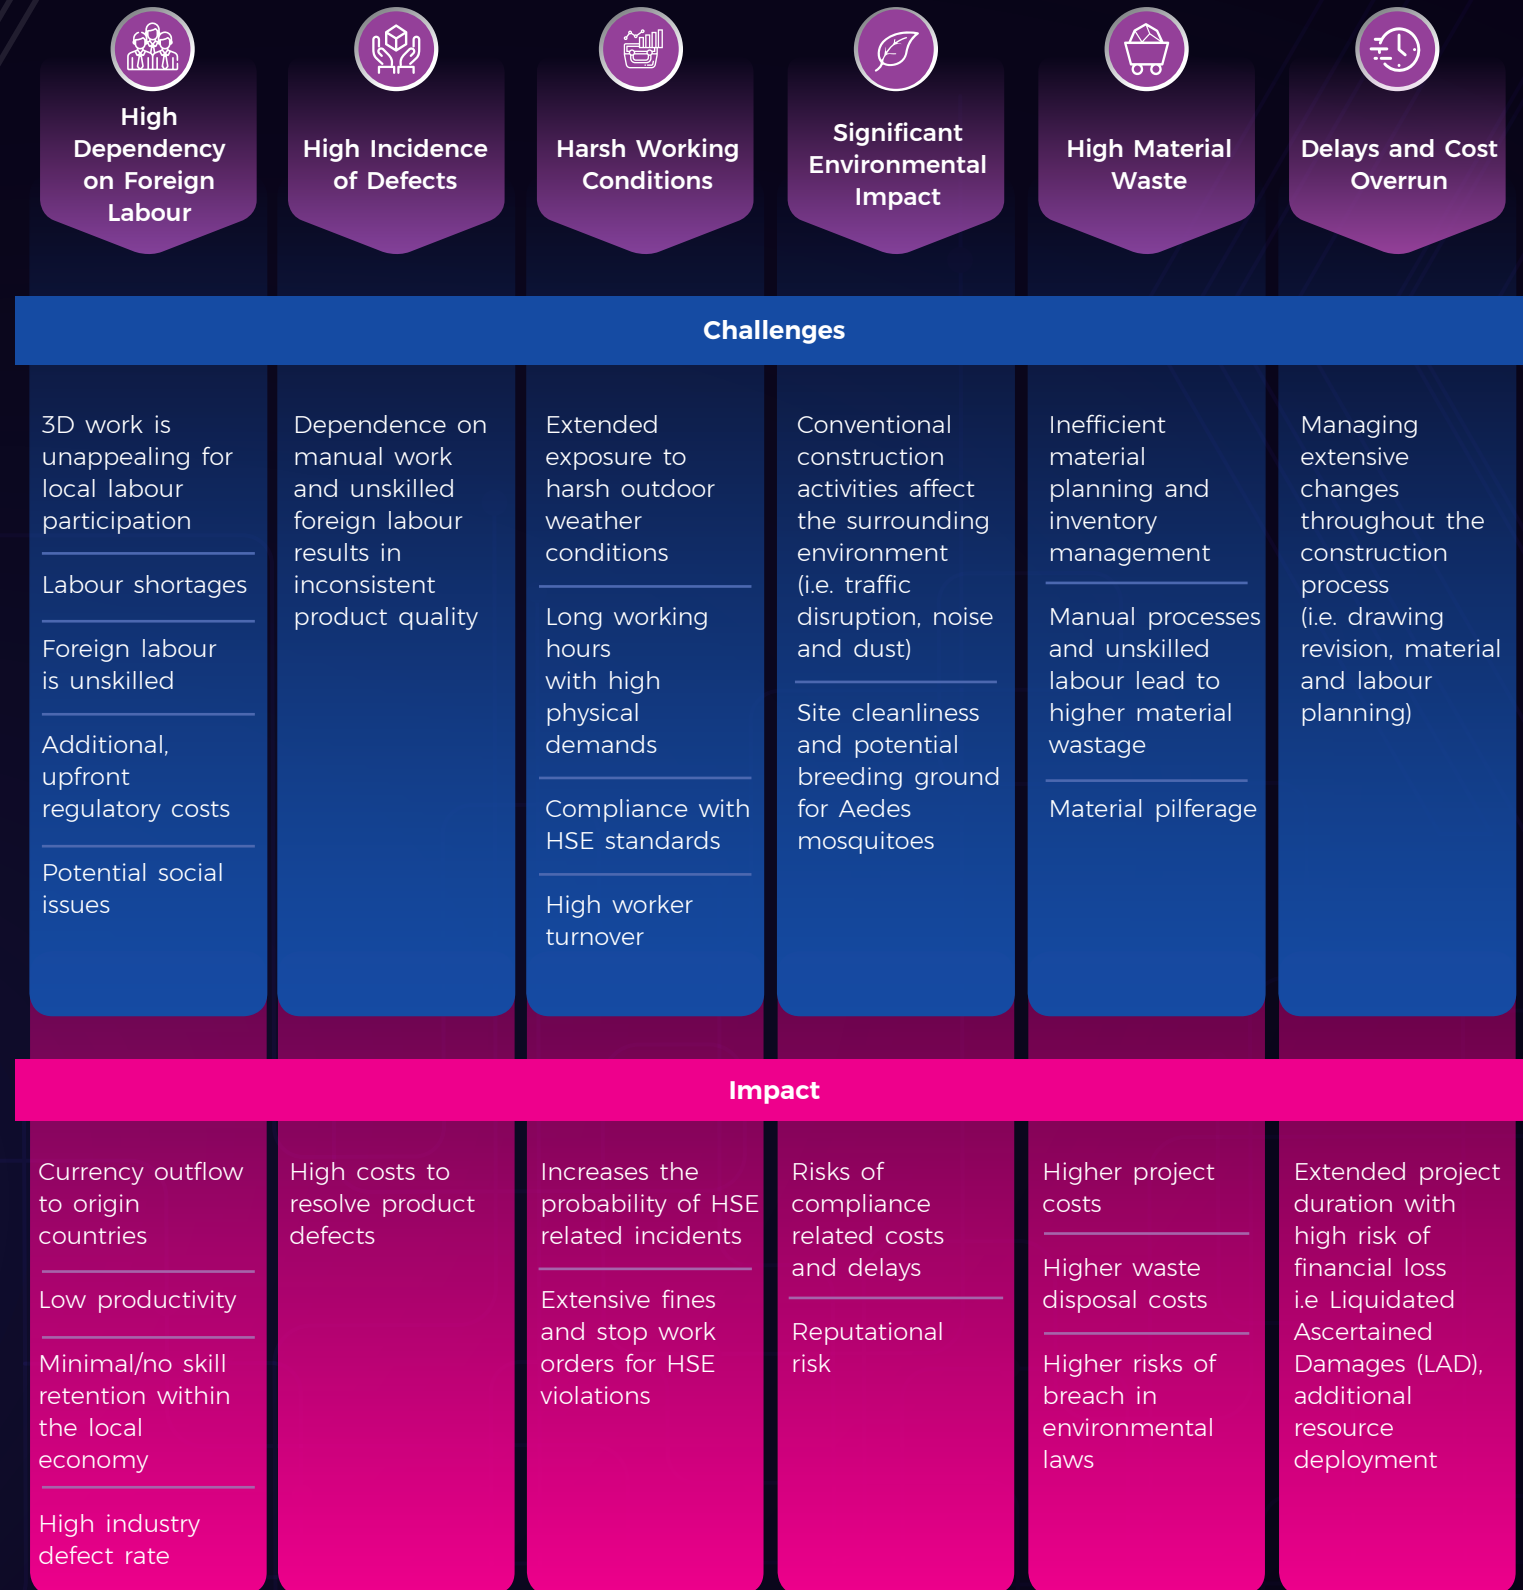 High
Dependency
on Foreign
Labour
High Incidence
of Defects
Harsh Working
Conditions
Significant
Environmental
Impact
High Material
Waste
Delays and Cost
Overrun
Challenges
3D work is
unappealing for
local labour
participation
Labour shortages
Foreign labour
is unskilled
Additional,
upfront
regulatory costs
Potential social
issues
Dependence on
manual work
and unskilled
foreign labour
results in
inconsistent
product quality
Extended
exposure to
harsh outdoor
weather
conditions
Long working
hours
with high
physical
demands
Compliance with
HSE standards
High worker
turnover
Conventional
construction
activities affect
the surrounding
environment
(i.e. traffic
disruption, noise
and dust)
Site cleanliness
and potential
breeding ground
for Aedes
mosquitoes
Inefficient
material
planning and
inventory
management
Manual processes
and unskilled
labour lead to
higher material
wastage
Material pilferage
Managing
extensive
changes
throughout the
construction
process
(i.e. drawing
revision, material
and labour
planning)
Impact
Currency outflow
to origin
countries
Low productivity
Minimal/no skill
retention within
the local
economy
High industry
defect rate
High costs to
resolve product
defects
Increases the
probability of HSE
related incidents
Extensive fines
and stop work
orders for HSE
violations
Risks of
compliance
related costs
and delays
Reputational
risk
Higher project
costs
Higher waste
disposal costs
Higher risks of
breach in
environmental
laws
Extended project
duration with
high risk of
financial loss
i.e Liquidated
Ascertained
Damages (LAD),
additional
resource
deployment